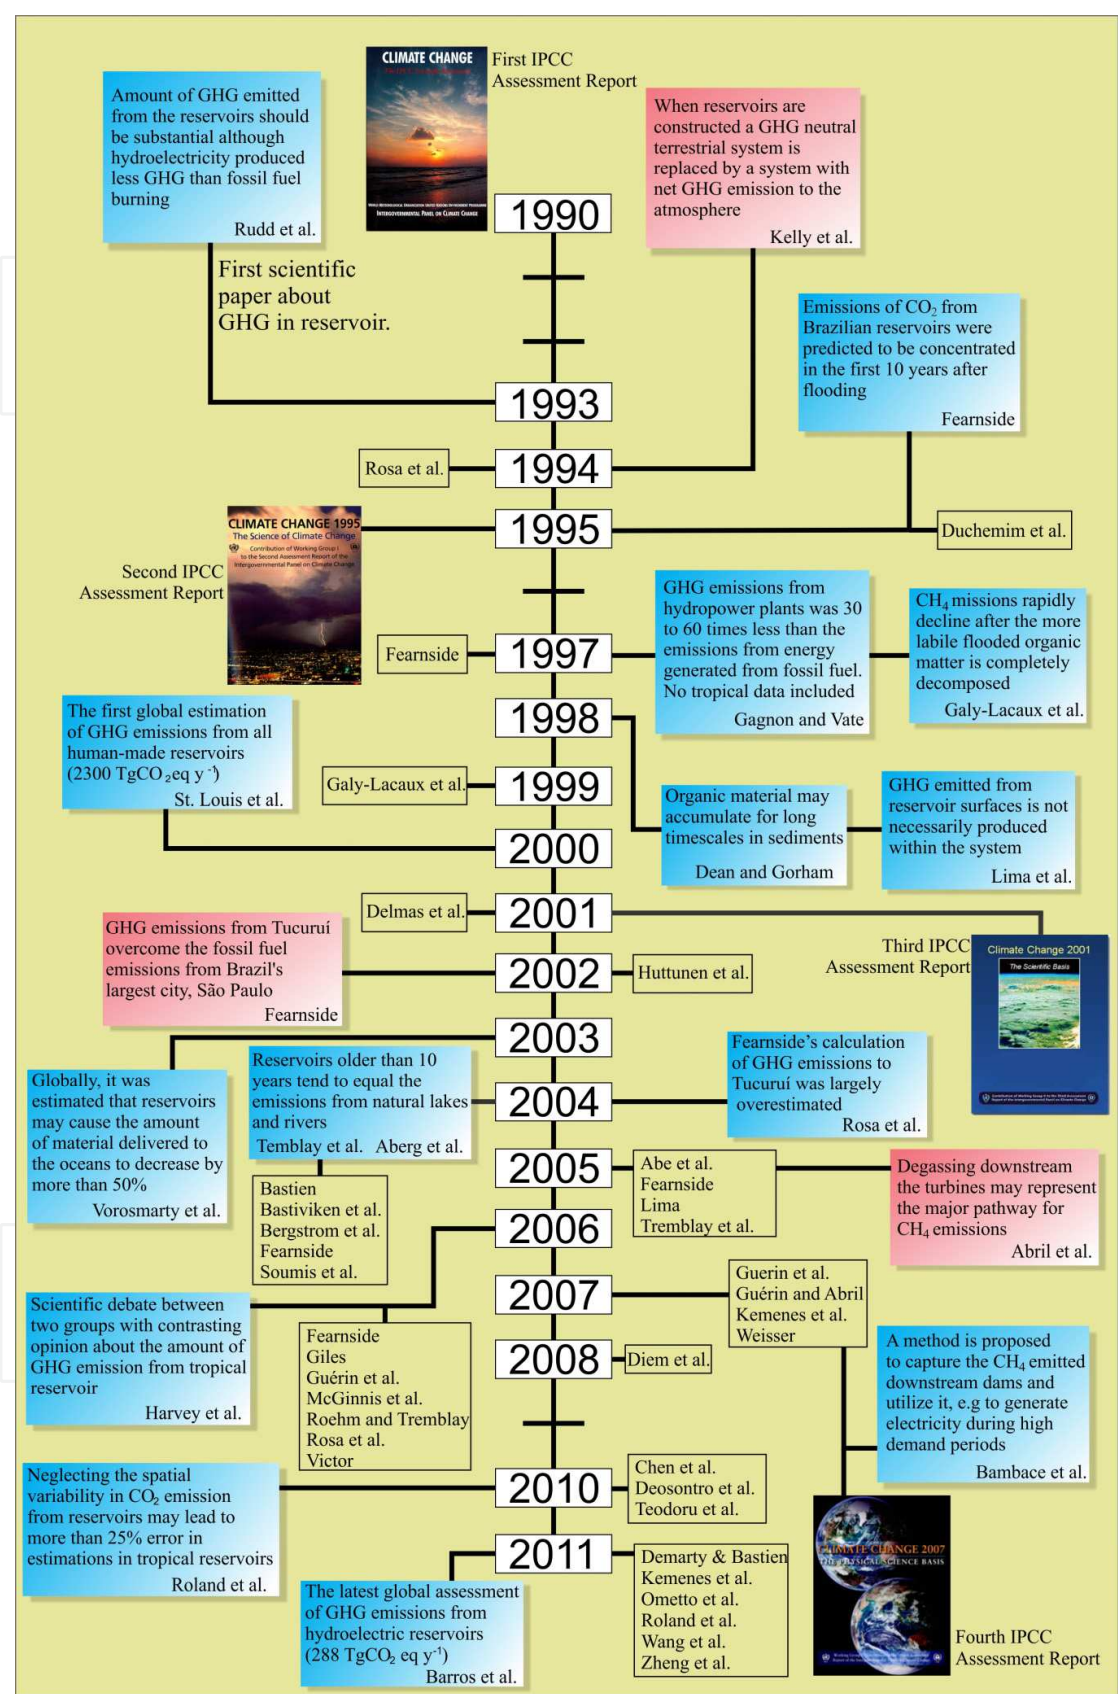 CLIMATE CHANGE
First IPCC
Assessment Report
INTERGOVERNMENTAL PANEL ON CLIMATE CHANGE
Amount of GHG emitted
from the reservoirs should
be substantial although
hydroelectricity produced
less GHG than fossil fuel
burning
Rudd et al.
When reservoirs are
constructed a GHG neutral
terrestrial system is
replaced by a system with
net GHG emission to the
atmosphere
Kelly et al.
1990
First scientific
paper about
GHG in reservoir.
Emissions of CO₂ from
Brazilian reservoirs were
predicted to be concentrated
in the first 10 years after
flooding
Fearnside
1993
Rosa et al.
1994
1995
Duchemim et al.
CLIMATE CHANGE 1995
The Science of Climate Change
Contribution of Working Group I
to the Second Assessment Report of the
Intergovernmental Panel on Climate Change
Second IPCC
Assessment Report
GHG emissions from
hydropower plants was 30
to 60 times less than the
emissions from energy
generated from fossil fuel.
No tropical data included
Gagnon and Vate
CH₄ missions rapidly
decline after the more
labile flooded organic
matter is completely
decomposed
Galy-Lacaux et al.
Fearnside
1997
1998
The first global estimation
of GHG emissions from all
human-made reservoirs
(2300 TgCO₂eq y⁻¹)
St. Louis et al.
Galy-Lacaux et al.
1999
Organic material may
accumulate for long
timescales in sediments
Dean and Gorham
GHG emitted from
reservoir surfaces is not
necessarily produced
within the system
Lima et al.
2000
Delmas et al.
2001
Third IPCC
Assessment Report
Climate Change 2001
The Scientific Basis
GHG emissions from Tucuruí
overcome the fossil fuel
emissions from Brazil's
largest city, São Paulo
Fearnside
2002
Huttunen et al.
2003
Globally, it was
estimated that reservoirs
may cause the amount
of material delivered to
the oceans to decrease by
more than 50%
Vorosmarty et al.
Reservoirs older than 10
years tend to equal the
emissions from natural lakes
and rivers
Temblay et al. Aberg et al.
2004
Fearnside's calculation
of GHG emissions to
Tucuruí was largely
overestimated
Rosa et al.
Bastien
Bastiviken et al.
Bergstrom et al.
Fearnside
Soumis et al.
2005
Abe et al.
Fearnside
Lima
Tremblay et al.
Degassing downstream
the turbines may represent
the major pathway for
CH₄ emissions
Abril et al.
2006
Scientific debate between
two groups with contrasting
opinion about the amount of
GHG emission from tropical
reservoir
Harvey et al.
Fearnside
Giles
Guérin et al.
McGinnis et al.
Roehm and Tremblay
Rosa et al.
Victor
2007
Guerin et al.
Guérin and Abril
Kemenes et al.
Weisser
2008
Diem et al.
A method is proposed
to capture the CH₄ emitted
downstream dams and
utilize it, e.g to generate
electricity during high
demand periods
Bambace et al.
Neglecting the spatial
variability in CO₂ emission
from reservoirs may lead to
more than 25% error in
estimations in tropical reservoirs
Roland et al.
2010
Chen et al.
Deosontro et al.
Teodoru et al.
2011
The latest global assessment
of GHG emissions from
hydroelectric reservoirs
(288 TgCO₂ eq y⁻¹)
Barros et al.
Demarty & Bastien
Kemenes et al.
Ometto et al.
Roland et al.
Wang et al.
Zheng et al.
CLIMATE CHANGE 2007
THE PHYSICAL SCIENCE BASIS
Fourth IPCC
Assessment Report